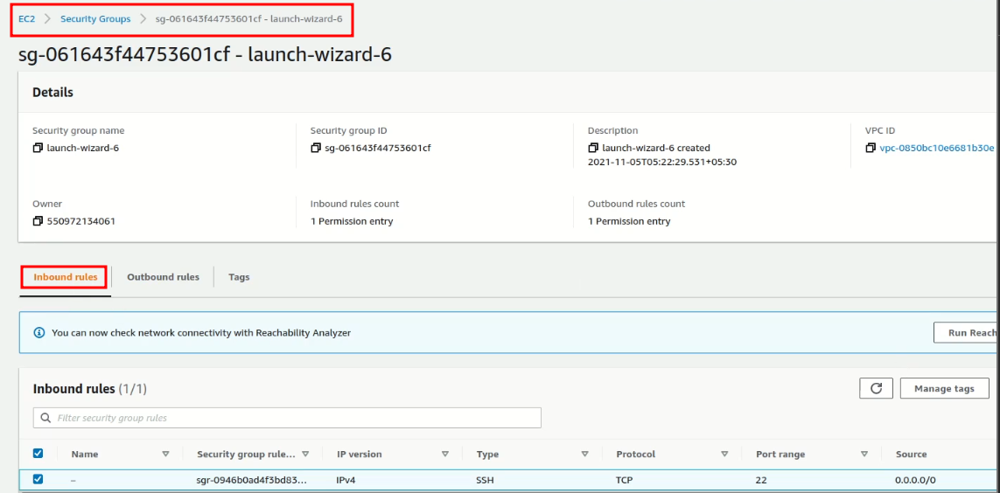 EC2 > Security Groups > sg-061643f44753601cf - launch-wizard-6
sg-061643f44753601cf - launch-wizard-6
Details
Security group name
launch-wizard-6
Security group ID
sg-061643f44753601cf
Description
launch-wizard-6 created
2021-11-05T05:22:29.531+05:30
VPC ID
vpc-0850bc10e6681b30e
Owner
550972134061
Inbound rules count
1 Permission entry
Outbound rules count
1 Permission entry
Inbound rules Outbound rules Tags
You can now check network connectivity with Reachability Analyzer
Run Reach
Inbound rules (1/1)
Manage tags
Filter security group rules
Name Security group rule... IP version Type Protocol Port range Source
– sgr-0946b0ad4f3bd83... IPv4 SSH TCP 22 0.0.0.0/0